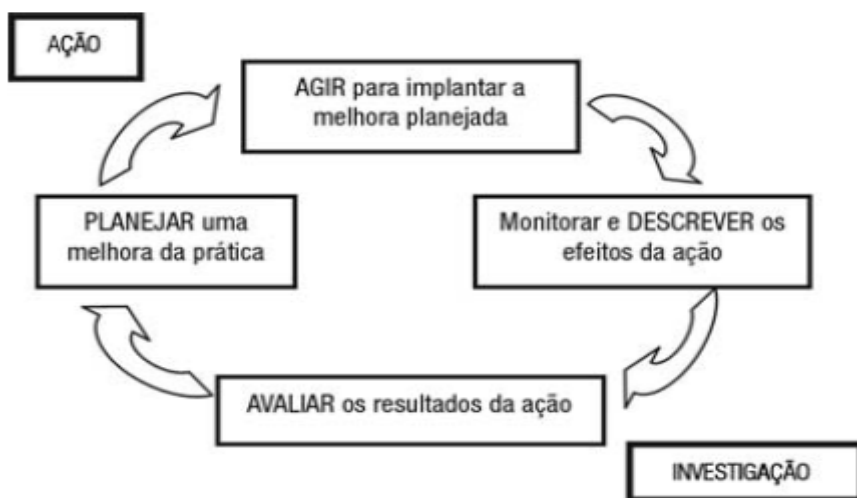 AÇÃO
AGIR para implantar a
melhora planejada
PLANEJAR uma
melhora da prática
Monitorar e DESCREVER os
efeitos da ação
AVALIAR os resultados da ação
INVESTIGAÇÃO